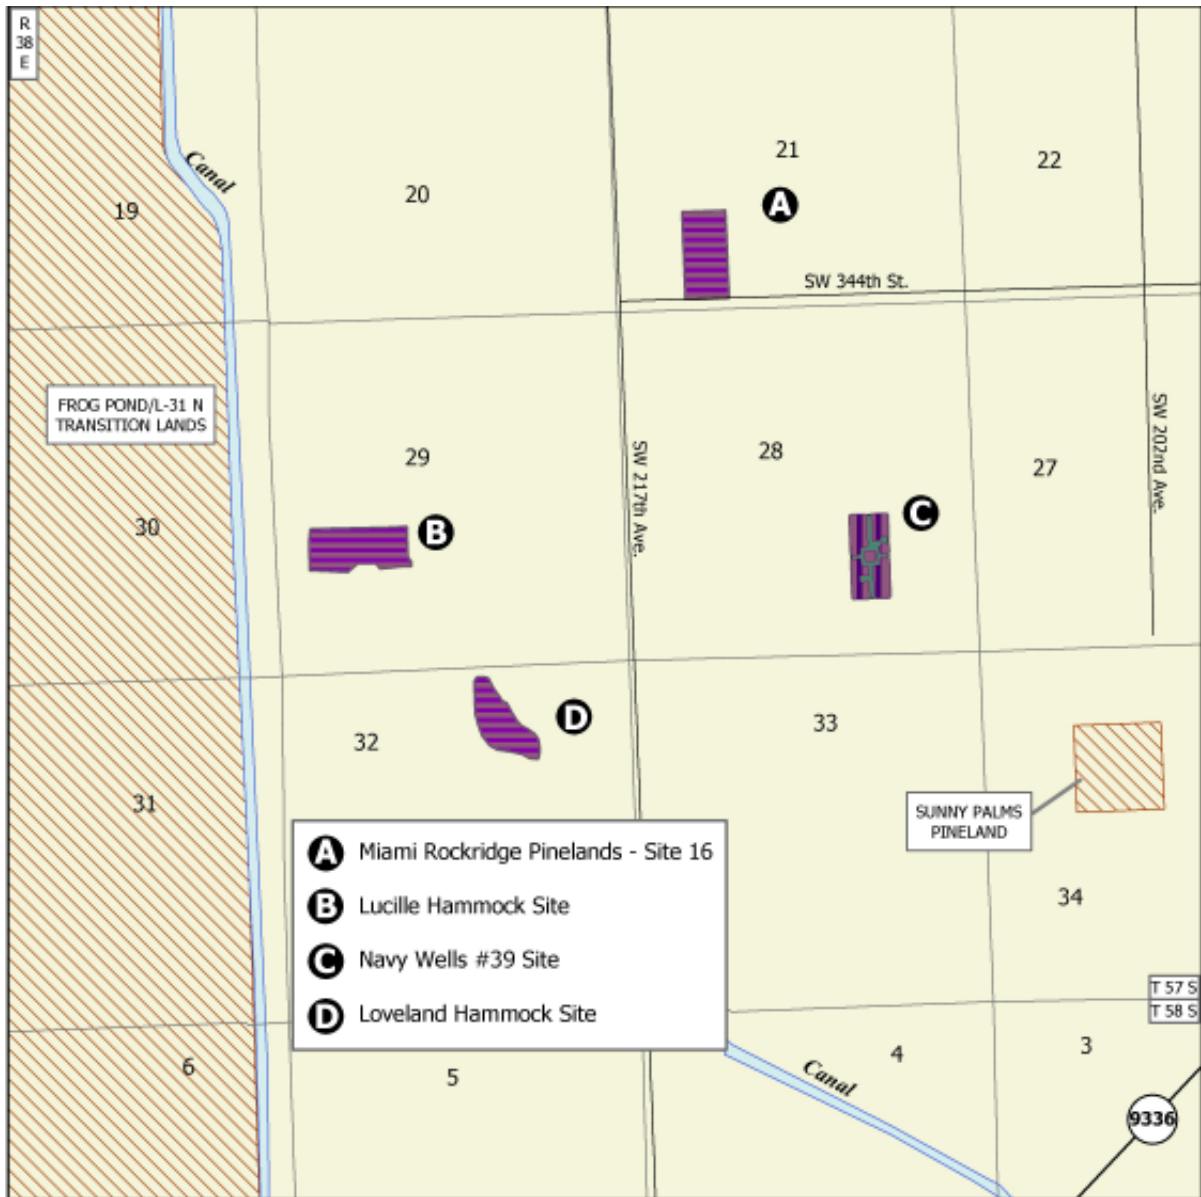 R
38
E
Canal
19
20
21
22
A
SW 344th St.
FROG POND/L-31 N
TRANSITION LANDS
29
28
27
SW 217th Ave.
SW 202nd Ave.
30
B
C
32
D
33
31
SUNNY PALMS
PINELAND
34
A Miami Rockridge Pinelands - Site 16
B Lucille Hammock Site
C Navy Wells #39 Site
D Loveland Hammock Site
T 57 S
T 58 S
6
5
4
3
Canal
9336